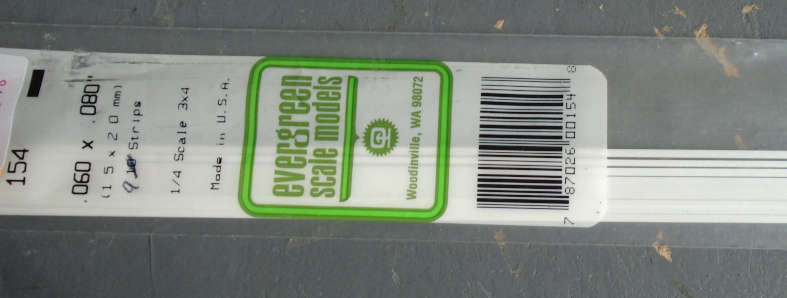 154
.060 x .080"
(1 5 x 2 0 mm)
9 Strips
1/4 Scale 3x4
Made in U.S.A.
evergreen
scale models
Woodinville, WA 98072
7 87026 00154 8